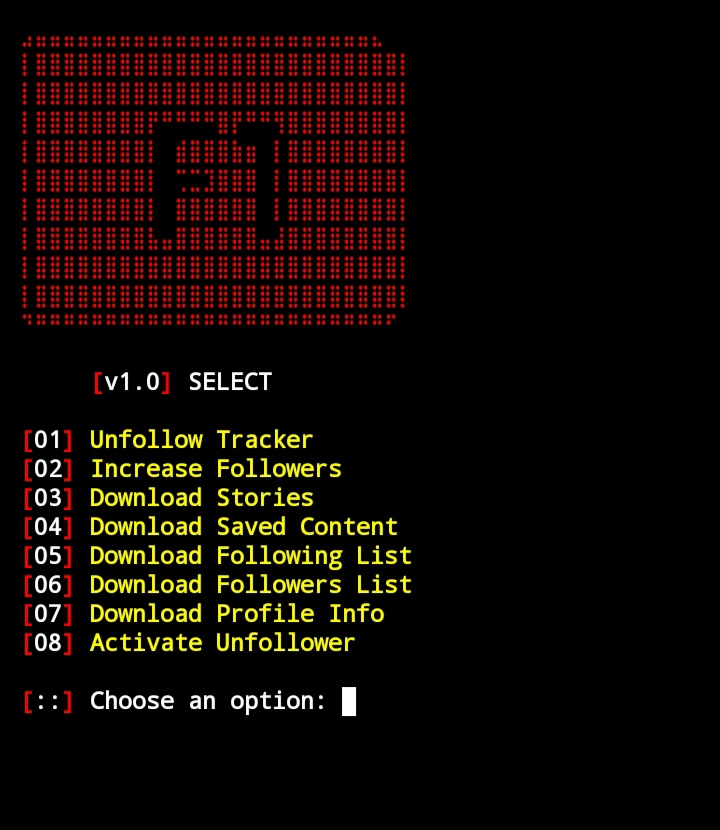 [v1.0] SELECT
[01] Unfollow Tracker
[02] Increase Followers
[03] Download Stories
[04] Download Saved Content
[05] Download Following List
[06] Download Followers List
[07] Download Profile Info
[08] Activate Unfollower
[::] Choose an option: